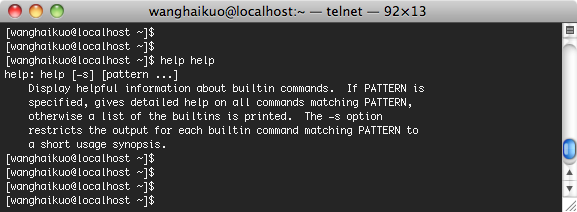 wanghaikuo@localhost:~ — telnet — 92×13
[wanghaikuo@localhost ~]$
[wanghaikuo@localhost ~]$
[wanghaikuo@localhost ~]$ help help
help: help [-s] [pattern ...]
    Display helpful information about builtin commands.  If PATTERN is
    specified, gives detailed help on all commands matching PATTERN,
    otherwise a list of the builtins is printed.  The -s option
    restricts the output for each builtin command matching PATTERN to
    a short usage synopsis.
[wanghaikuo@localhost ~]$
[wanghaikuo@localhost ~]$
[wanghaikuo@localhost ~]$
[wanghaikuo@localhost ~]$